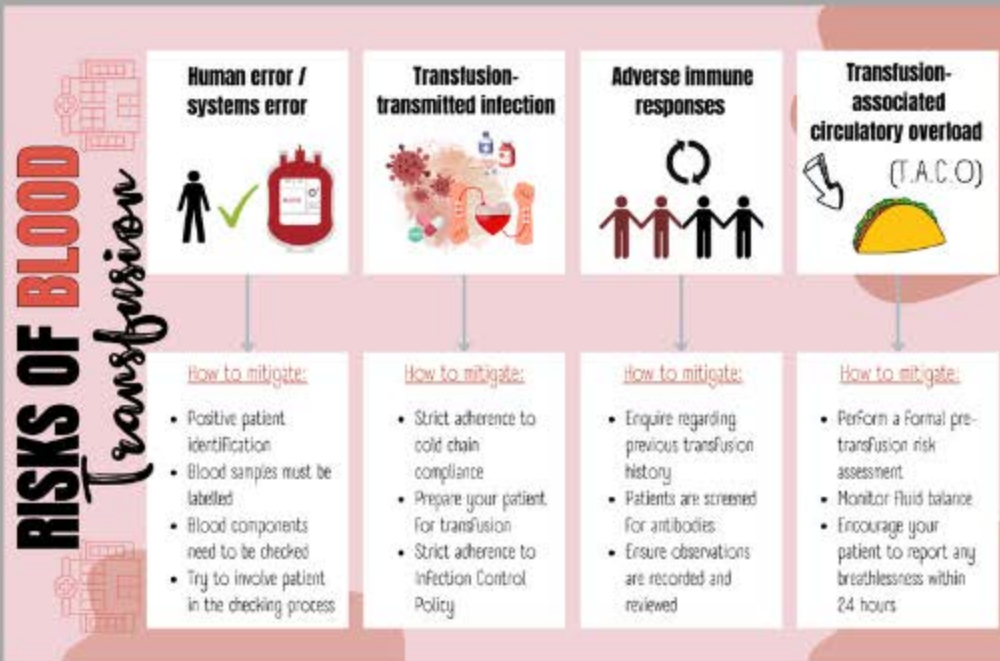 RISKS OF BLOOD
Transfusion
Human error /
systems error
How to mitigate:
• Positive patient
identification
• Blood samples must be
labelled
• Blood components
need to be checked
• Try to involve patient
in the checking process
Transfusion-
transmitted infection
How to mitigate:
• Strict adherence to
cold chain
compliance
• Prepare your patient
for transfusion
• Strict adherence to
Infection Control
Policy
Adverse immune
responses
How to mitigate:
• Enquire regarding
previous transfusion
history
• Patients are screened
for antibodies
• Ensure observations
are recorded and
reviewed
Transfusion-
associated
circulatory overload
(T.A.C.O)
How to mitigate:
• Perform a formal pre-
transfusion risk
assessment
• Monitor fluid balance
• Encourage your
patient to report any
breathlessness within
24 hours